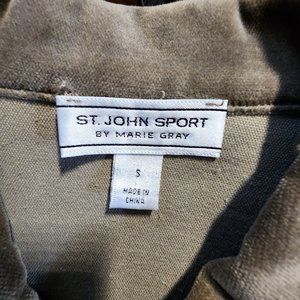 ST. JOHN SPORT
BY MARIE GRAY
S
MADE IN
CHINA